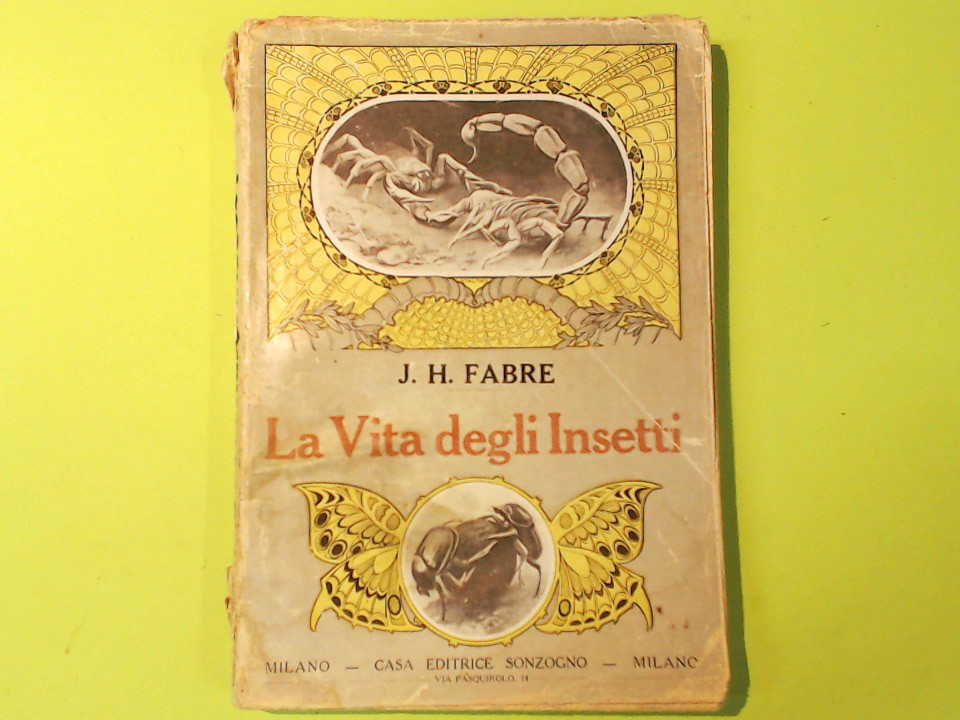 J. H. FABRE
La Vita degli Insetti
MILANO — CASA EDITRICE SONZOGNO — MILANO
VIA PASQUIROLO, 14